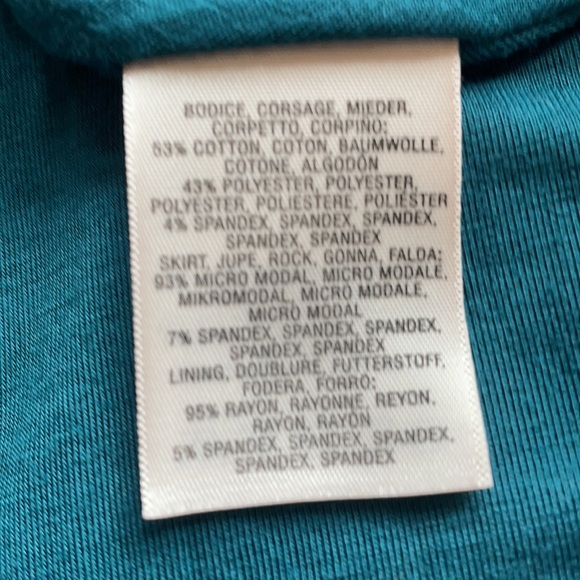 BODICE, CORSAGE, MIEDER,
CORPETTO, CORPINO:
53% COTTON, COTON, BAUMWOLLE,
COTONE, ALGODÓN
43% POLYESTER, POLYESTER,
POLYESTER, POLIESTERE, POLIÉSTER
4% SPANDEX, SPANDEX, SPANDEX,
SPANDEX, SPANDEX
SKIRT, JUPE, ROCK, GONNA, FALDA:
93% MICRO MODAL, MICRO MODALE,
MIKROMODAL, MICRO MODALE,
MICRO MODAL
7% SPANDEX, SPANDEX, SPANDEX,
SPANDEX, SPANDEX
LINING, DOUBLURE, FUTTERSTOFF,
FODERA, FORRO:
95% RAYON, RAYONNE, REYON,
RAYON, RAYÓN
5% SPANDEX, SPANDEX, SPANDEX,
SPANDEX, SPANDEX